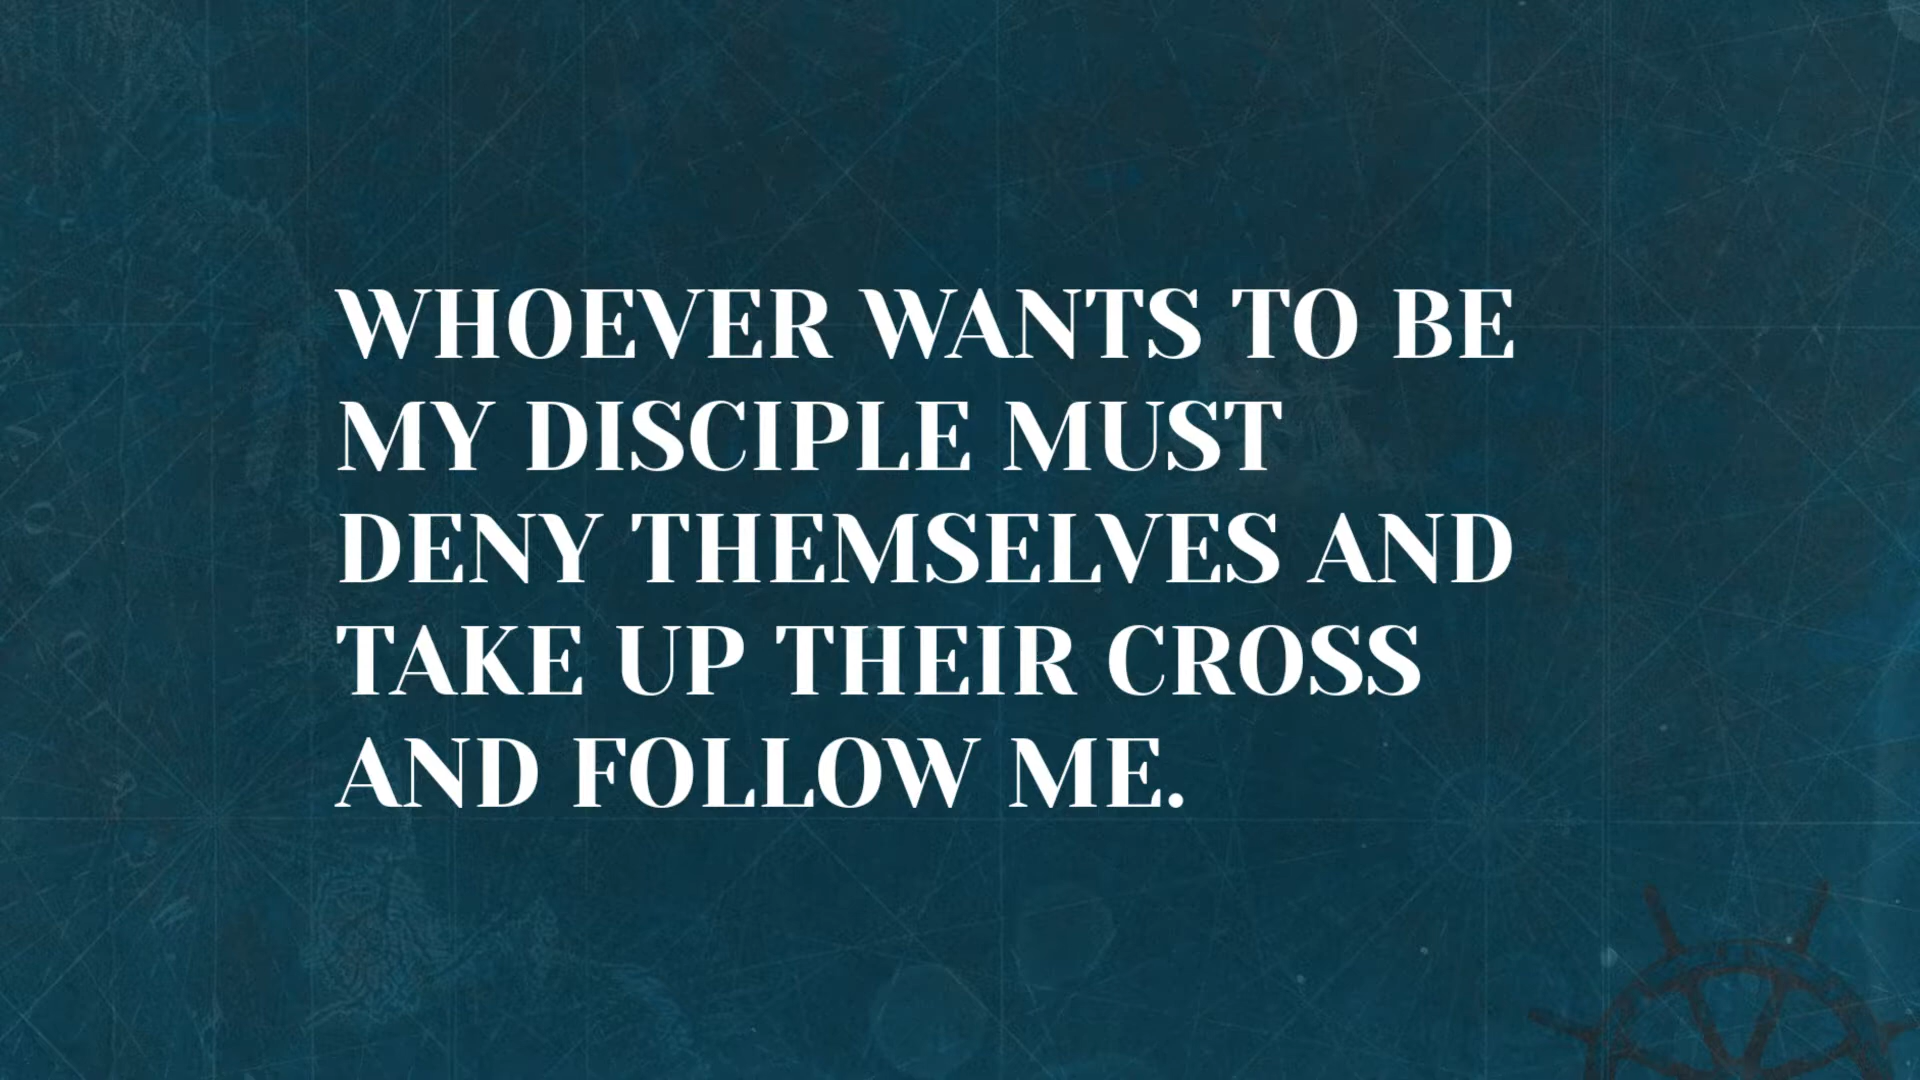 WHOEVER WANTS TO BE
MY DISCIPLE MUST
DENY THEMSELVES AND
TAKE UP THEIR CROSS
AND FOLLOW ME.